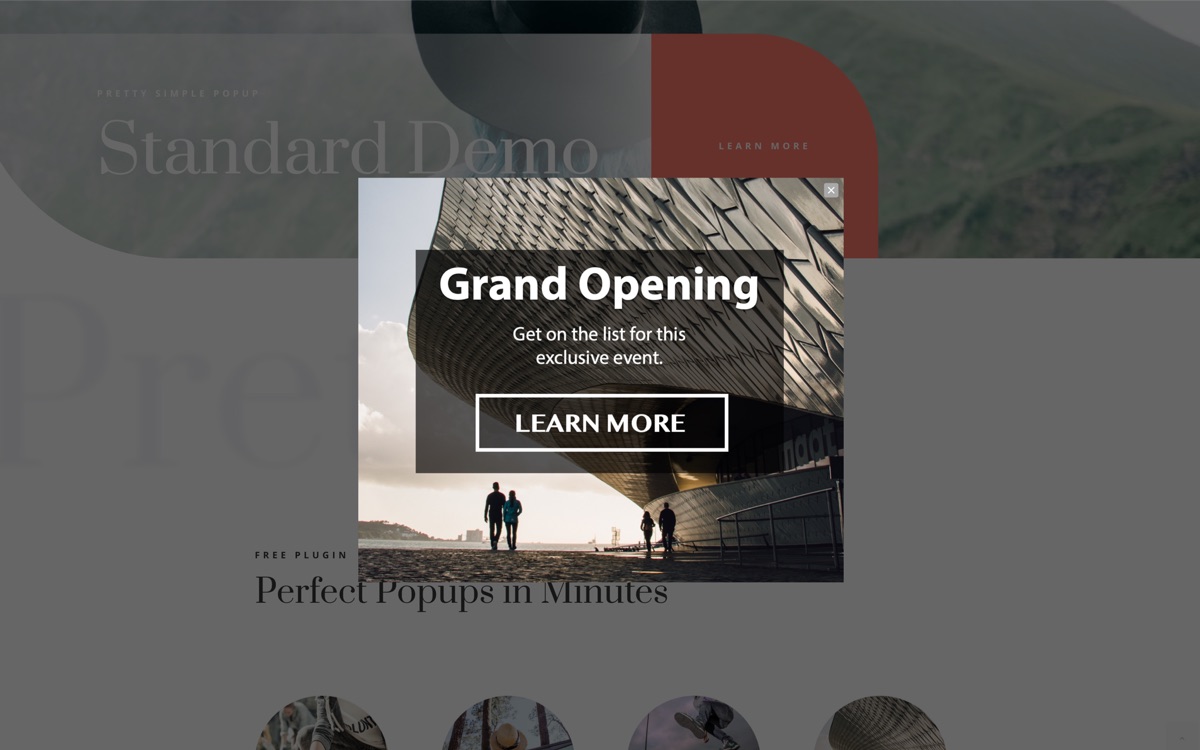 PRETTY SIMPLE POPUP
Standard Demo
LEARN MORE
Grand Opening
Get on the list for this
exclusive event.
LEARN MORE
naat
Pre
FREE PLUGIN
Perfect Popups in Minutes